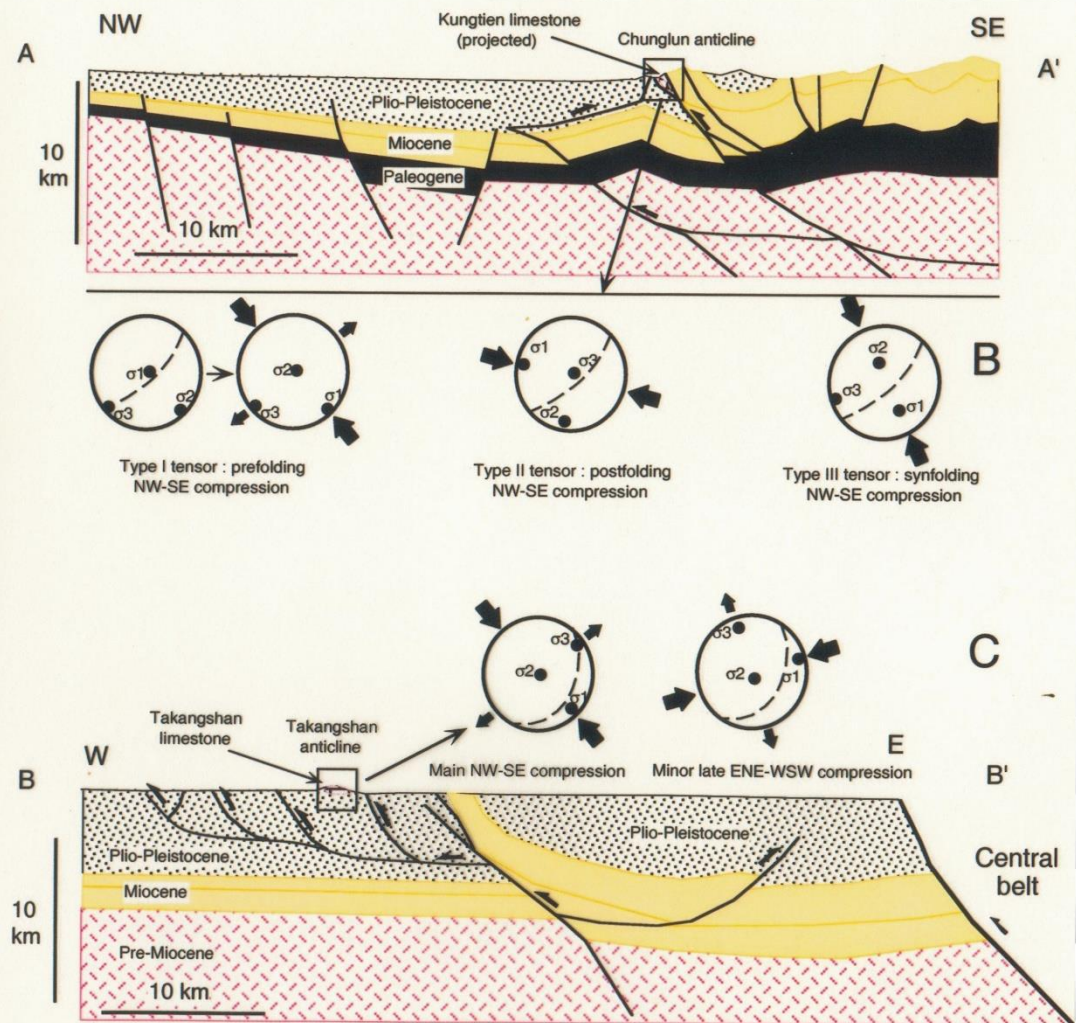 NW
Kungtien limestone
(projected)
Chunglun anticline
SE
A
A'
Plio-Pleistocene
Miocene
Paleogene
10
km
10 km
σ1
σ3
σ2
σ2
σ3
σ1
σ1
σ3
σ2
σ2
σ3
σ1
B
Type I tensor : prefolding
NW-SE compression
Type II tensor : postfolding
NW-SE compression
Type III tensor : synfolding
NW-SE compression
σ3
σ2
σ1
σ3
σ2
σ1
C
Takangshan
limestone
Takangshan
anticline
W
Main NW-SE compression
Minor late ENE-WSW compression
E
B
B'
Plio-Pleistocene
Plio-Pleistocene
Miocene
Central
belt
10
km
Pre-Miocene
10 km